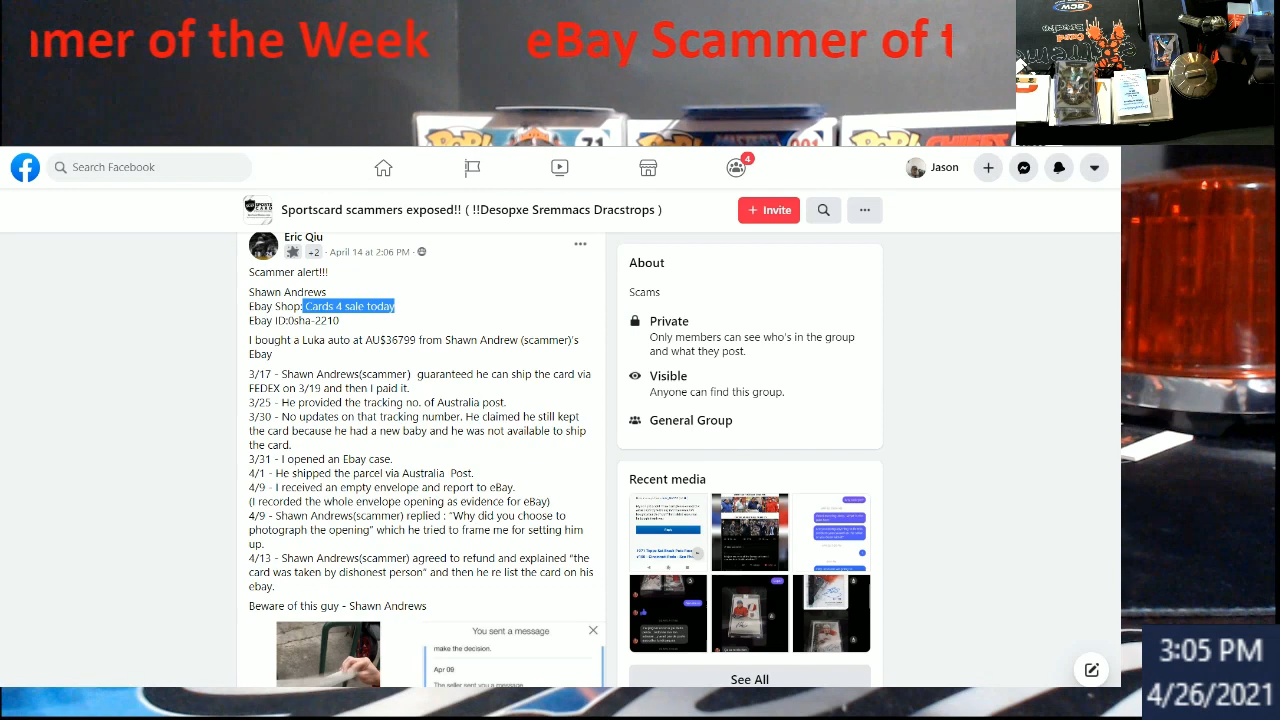 ımer of the Week
eBay Scammer of t
Search Facebook
4
Jason
SPORTS
CARD
Sportscard scammers exposed!! ( !!Desopxe Sremmacs Dracstrops )
+ Invite
Eric Qiu
+2 · April 14 at 2:06 PM ·
Scammer alert!!!
Shawn Andrews
Ebay Shop: Cards 4 sale today
Ebay ID:0sha-2210
I bought a Luka auto at AU$36799 from Shawn Andrew (scammer)'s
Ebay
3/17 - Shawn Andrews(scammer) guaranteed he can ship the card via
FEDEX on 3/19 and then I paid it.
3/25 - He provided the tracking no. of Australia post.
3/30 - No updates on that tracking number. He claimed he still kept
the card because he had a new baby and he was not available to ship
the card.
3/31 - I opened an Ebay case.
4/1 - He shipped the parcel via Australia Post.
4/9 - I received an empty envelope and report to eBay.
(I recorded the whole envelope opening as evidence for eBay)
4/9 - Shawn Andrews(scammer) replied : "Why did you choose to
photograph the opening" which he tried to frame me for setting it
up.
4/13 - Shawn Andrews(scammer) agreed to refund and explained "the
card was taken by dishonest person" and then he re list the card on his
ebay.
Beware of this guy - Shawn Andrews
You sent a message
make the decision.
Apr 09
The seller sent you a message
About
Scams
Private
Only members can see who's in the group
and what they post.
Visible
Anyone can find this group.
General Group
Recent media
See All
3:05 PM
4/26/2021